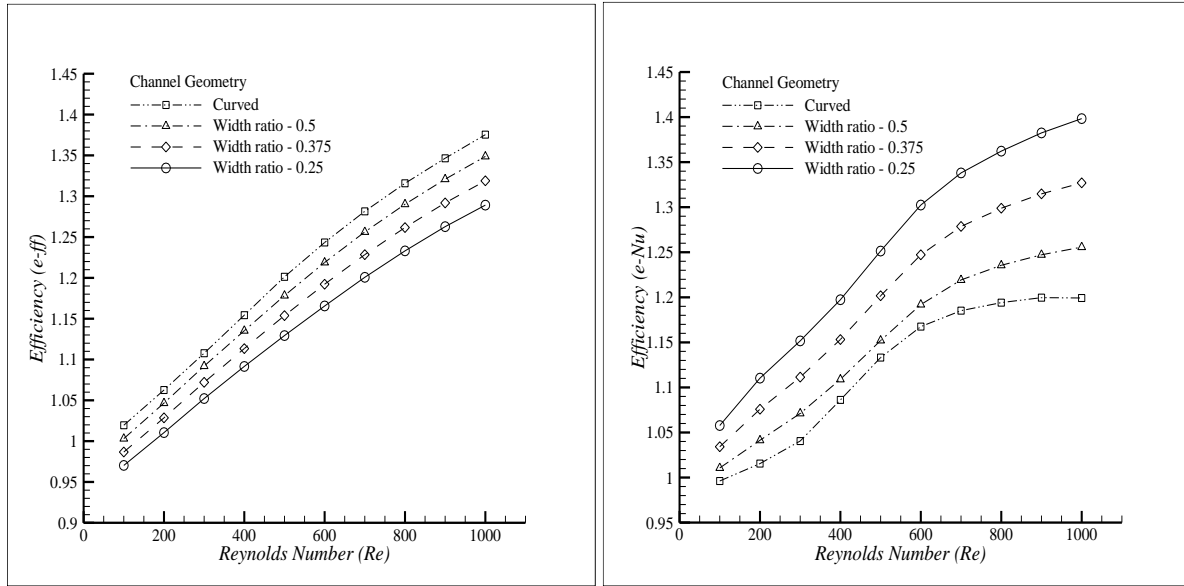 1.45
1.4
1.35
1.3
1.25
1.2
1.15
1.1
1.05
1
0.95
0.9
Efficiency (e-ff)
Channel Geometry
Curved
Width ratio - 0.5
Width ratio - 0.375
Width ratio - 0.25
0
200
400
600
800
1000
Reynolds Number (Re)
1.45
1.4
1.35
1.3
1.25
1.2
1.15
1.1
1.05
1
0.95
Efficiency (e-Nu)
Channel Geometry
Curved
Width ratio - 0.5
Width ratio - 0.375
Width ratio - 0.25
0
200
400
600
800
1000
Reynolds Number (Re)